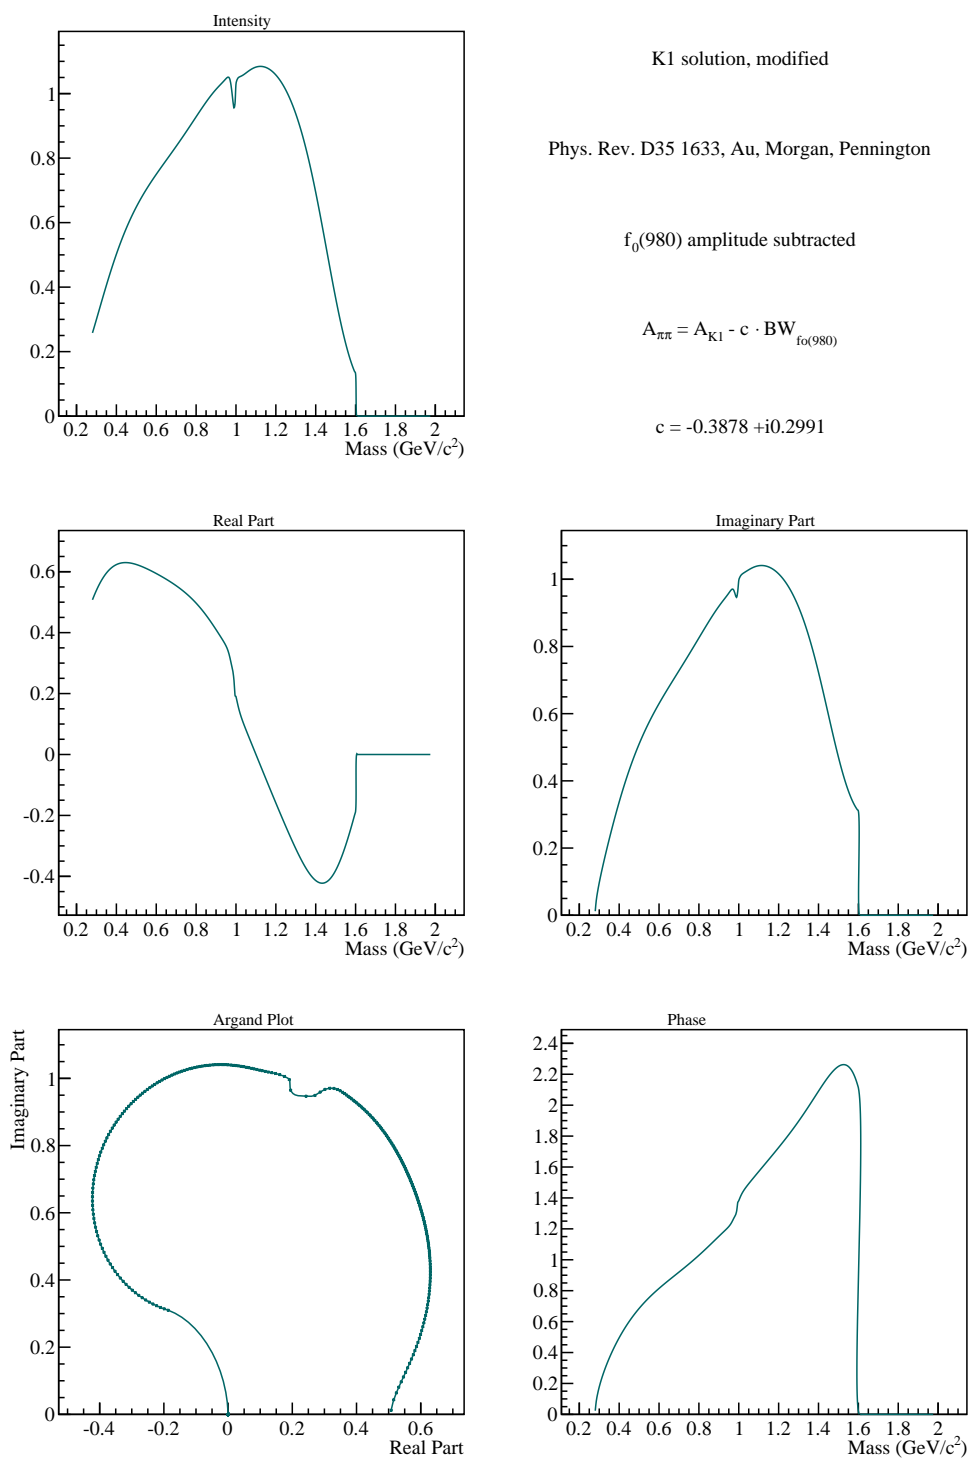 Intensity
1
0.8
0.6
0.4
0.2
0
0.2 0.4 0.6 0.8 1 1.2 1.4 1.6 1.8 2
Mass (GeV/c²)
K1 solution, modified
Phys. Rev. D35 1633, Au, Morgan, Pennington
f₀(980) amplitude subtracted
A_ππ = A_K1 - c · BW_fo(980)
c = -0.3878 +i0.2991
Real Part
0.6
0.4
0.2
0
-0.2
-0.4
0.2 0.4 0.6 0.8 1 1.2 1.4 1.6 1.8 2
Mass (GeV/c²)
Imaginary Part
1
0.8
0.6
0.4
0.2
0
0.2 0.4 0.6 0.8 1 1.2 1.4 1.6 1.8 2
Mass (GeV/c²)
Argand Plot
Imaginary Part
1
0.8
0.6
0.4
0.2
0
-0.4 -0.2 0 0.2 0.4 0.6
Real Part
Phase
2.4
2.2
2
1.8
1.6
1.4
1.2
1
0.8
0.6
0.4
0.2
0
0.2 0.4 0.6 0.8 1 1.2 1.4 1.6 1.8 2
Mass (GeV/c²)